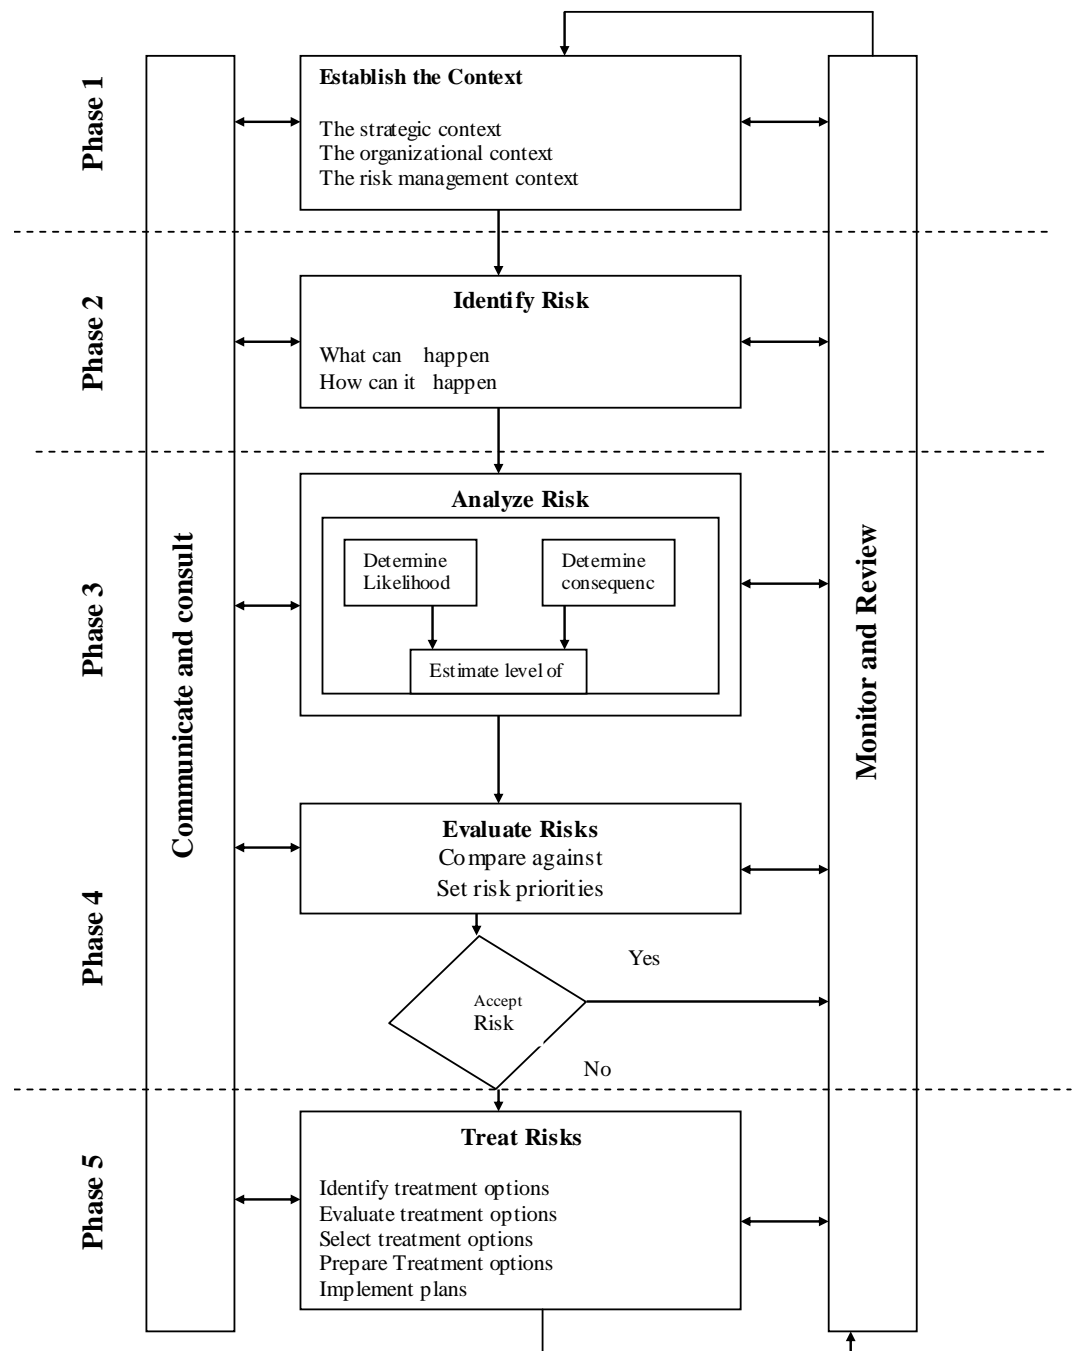 Phase 1
Establish the Context
The strategic context
The organizational context
The risk management context
Phase 2
Identify Risk
What can happen
How can it happen
Communicate and consult
Monitor and Review
Phase 3
Analyze Risk
Determine
Likelihood
Determine
consequenc
Estimate level of
Phase 4
Evaluate Risks
Compare against
Set risk priorities
Accept
Risk
Yes
No
Phase 5
Treat Risks
Identify treatment options
Evaluate treatment options
Select treatment options
Prepare Treatment options
Implement plans